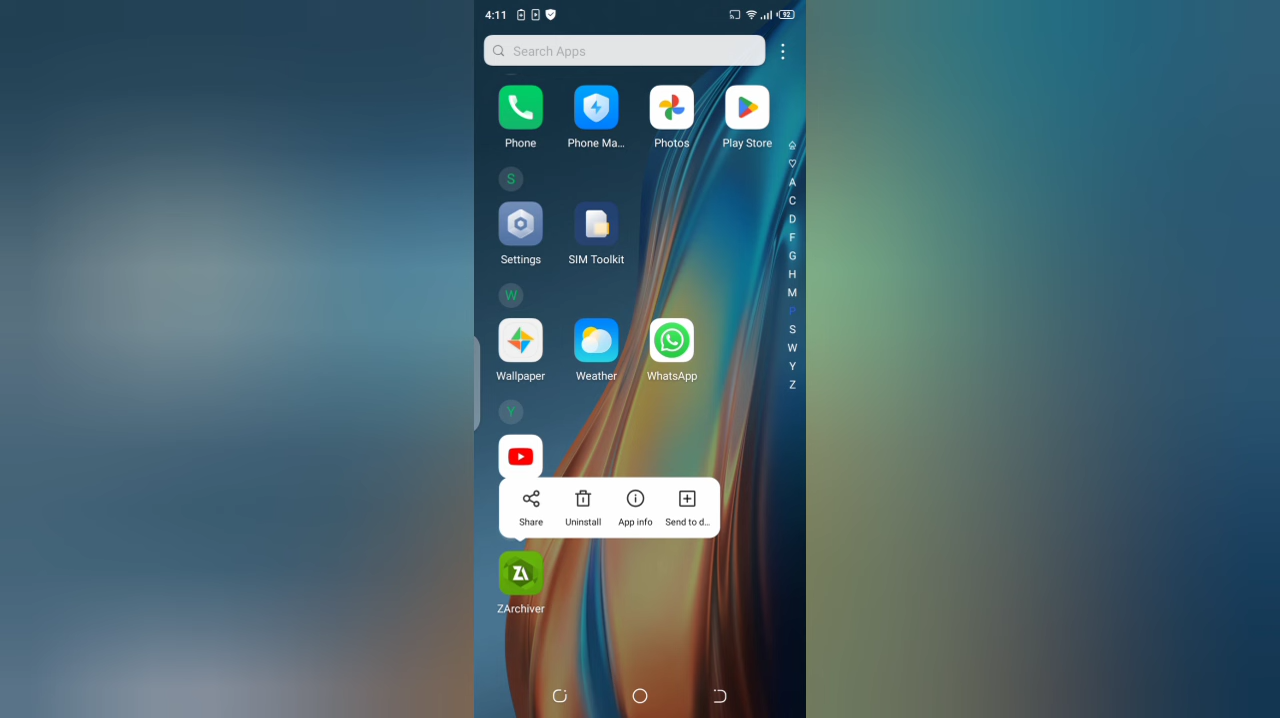 4:11
92
Search Apps
Phone
Phone Ma...
Photos
Play Store
S
Settings
SIM Toolkit
W
Wallpaper
Weather
WhatsApp
Y
Share
Uninstall
App info
Send to d...
ZA
ZArchiver
A
C
D
F
G
H
M
P
S
W
Y
Z